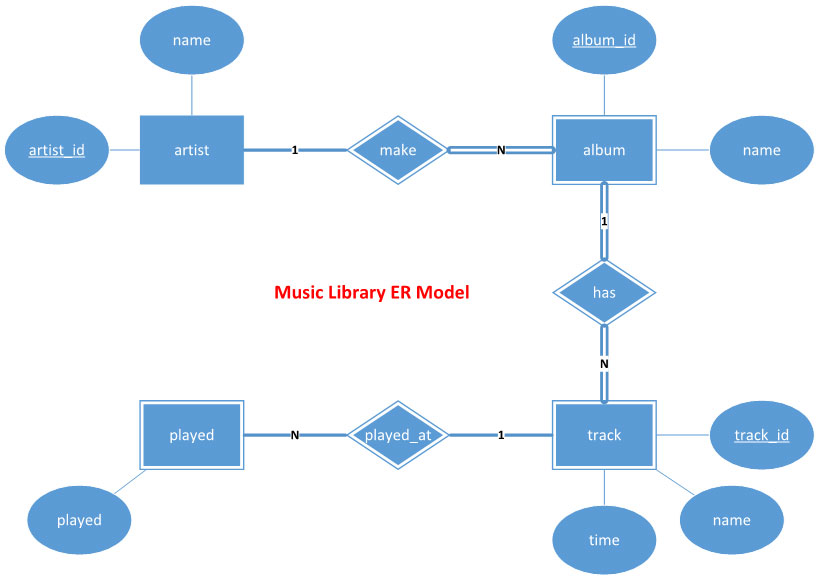 name
album_id
artist_id
artist
1
make
N
album
name
1
Music Library ER Model
has
N
played
N
played_at
1
track
track_id
played
time
name